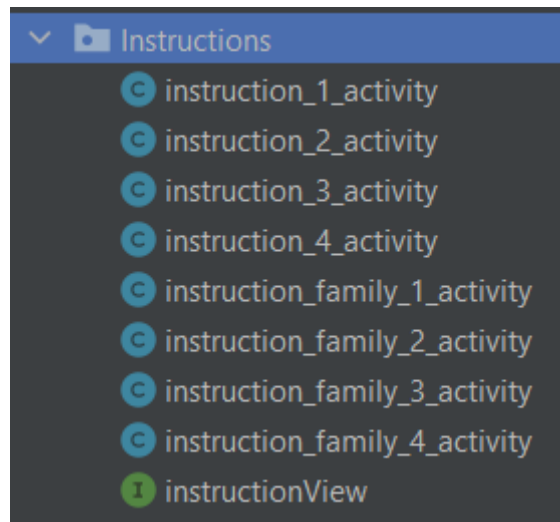 Instructions
C instruction_1_activity
C instruction_2_activity
C instruction_3_activity
C instruction_4_activity
C instruction_family_1_activity
C instruction_family_2_activity
C instruction_family_3_activity
C instruction_family_4_activity
I instructionView